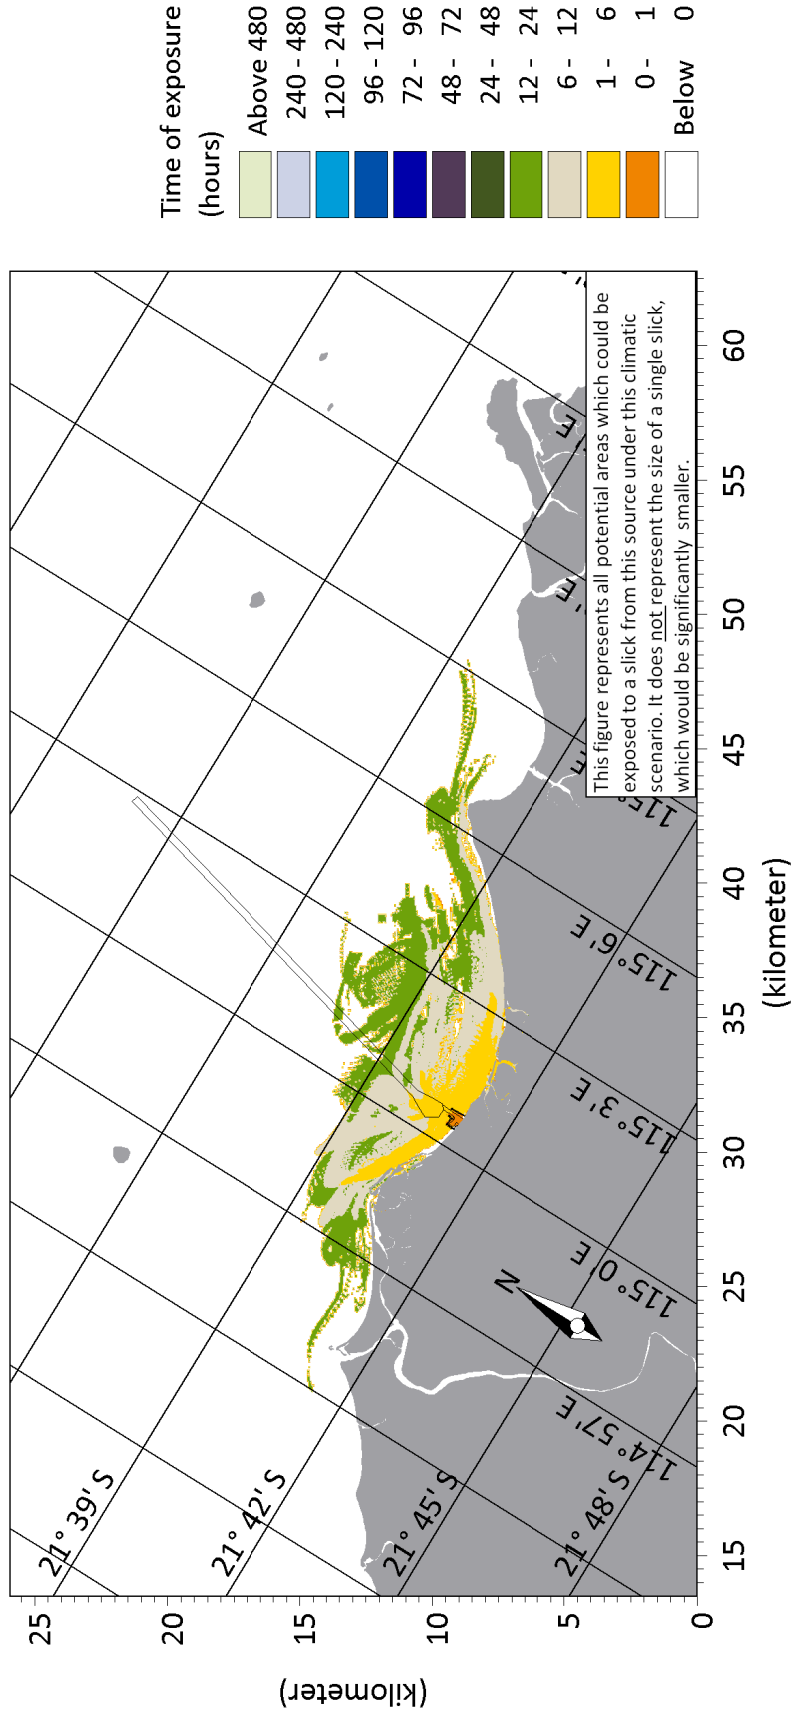 Time of exposure
(hours)
Above 480
240 - 480
120 - 240
96 - 120
72 - 96
48 - 72
24 - 48
12 - 24
6 - 12
1 - 6
0 - 1
Below 0
(kilometer)
25
20
15
10
5
0
21° 39' S
21° 42' S
21° 45' S
21° 48' S
N
114° 57' E
115° 0' E
115° 3' E
115° 6' E
115°
E
E
E
This figure represents all potential areas which could be
exposed to a slick from this source under this climatic
scenario. It does not represent the size of a single slick,
which would be significantly smaller.
15
20
25
30
35
40
45
50
55
60
(kilometer)